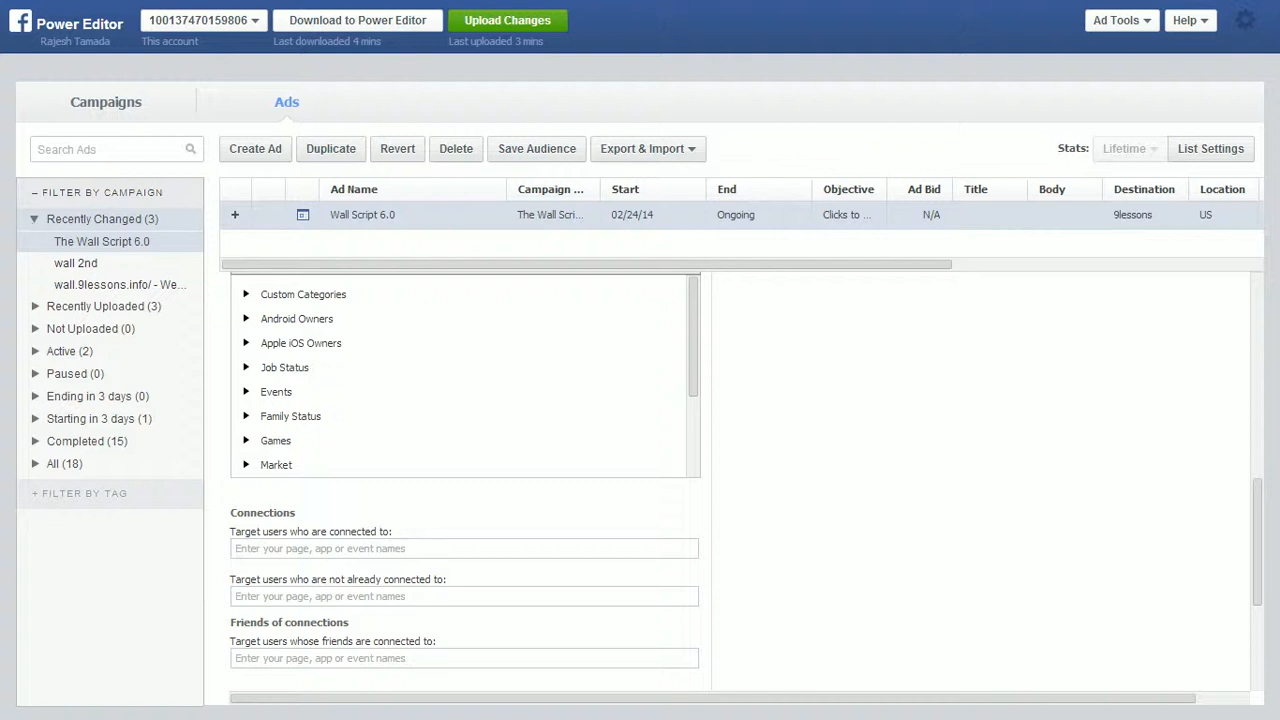 Power Editor
Rajesh Tamada
100137470159806
This account
Download to Power Editor
Last downloaded 4 mins
Upload Changes
Last uploaded 3 mins
Ad Tools
Help
Campaigns
Ads
Search Ads
Create Ad
Duplicate
Revert
Delete
Save Audience
Export & Import
Stats:
Lifetime
List Settings
– FILTER BY CAMPAIGN
Recently Changed (3)
The Wall Script 6.0
wall 2nd
wall.9lessons.info/ - We...
Recently Uploaded (3)
Not Uploaded (0)
Active (2)
Paused (0)
Ending in 3 days (0)
Starting in 3 days (1)
Completed (15)
All (18)
+ FILTER BY TAG
Ad Name Campaign ... Start End Objective Ad Bid Title Body Destination Location
+ Wall Script 6.0 The Wall Scri... 02/24/14 Ongoing Clicks to ... N/A 9lessons US
Custom Categories
Android Owners
Apple iOS Owners
Job Status
Events
Family Status
Games
Market
Connections
Target users who are connected to:
Enter your page, app or event names
Target users who are not already connected to:
Enter your page, app or event names
Friends of connections
Target users whose friends are connected to:
Enter your page, app or event names